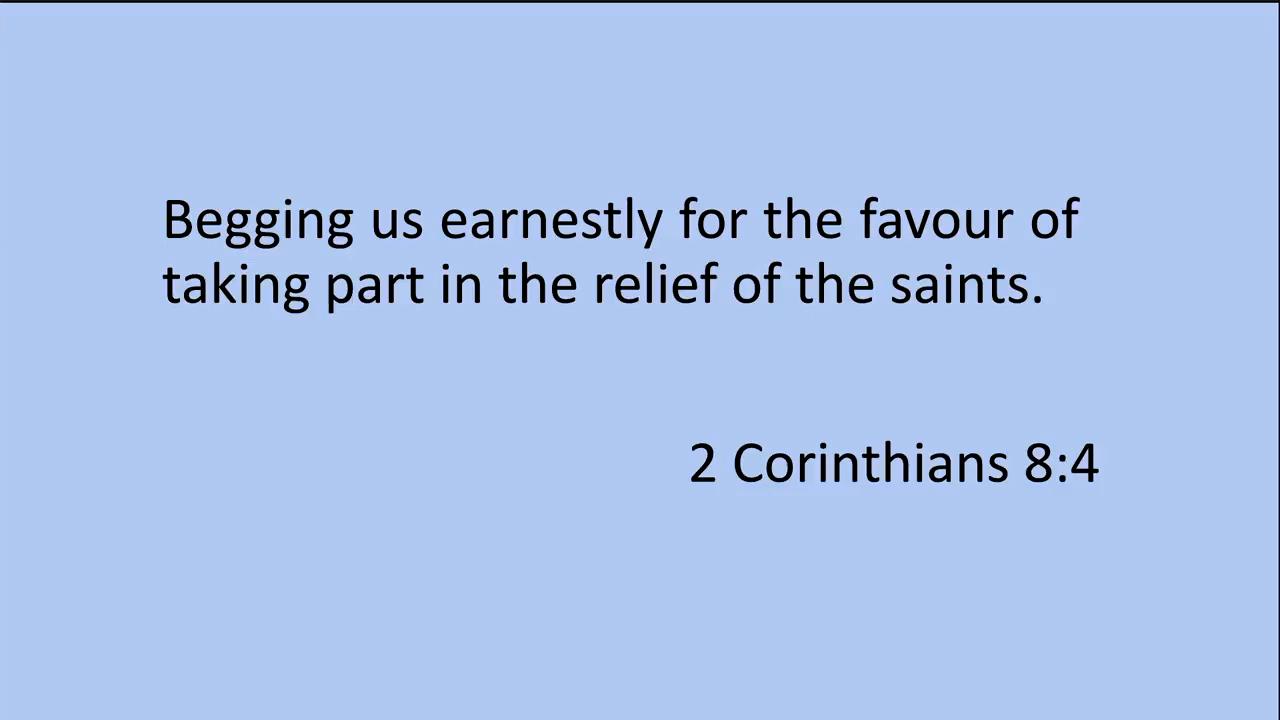 Begging us earnestly for the favour of
taking part in the relief of the saints.
2 Corinthians 8:4